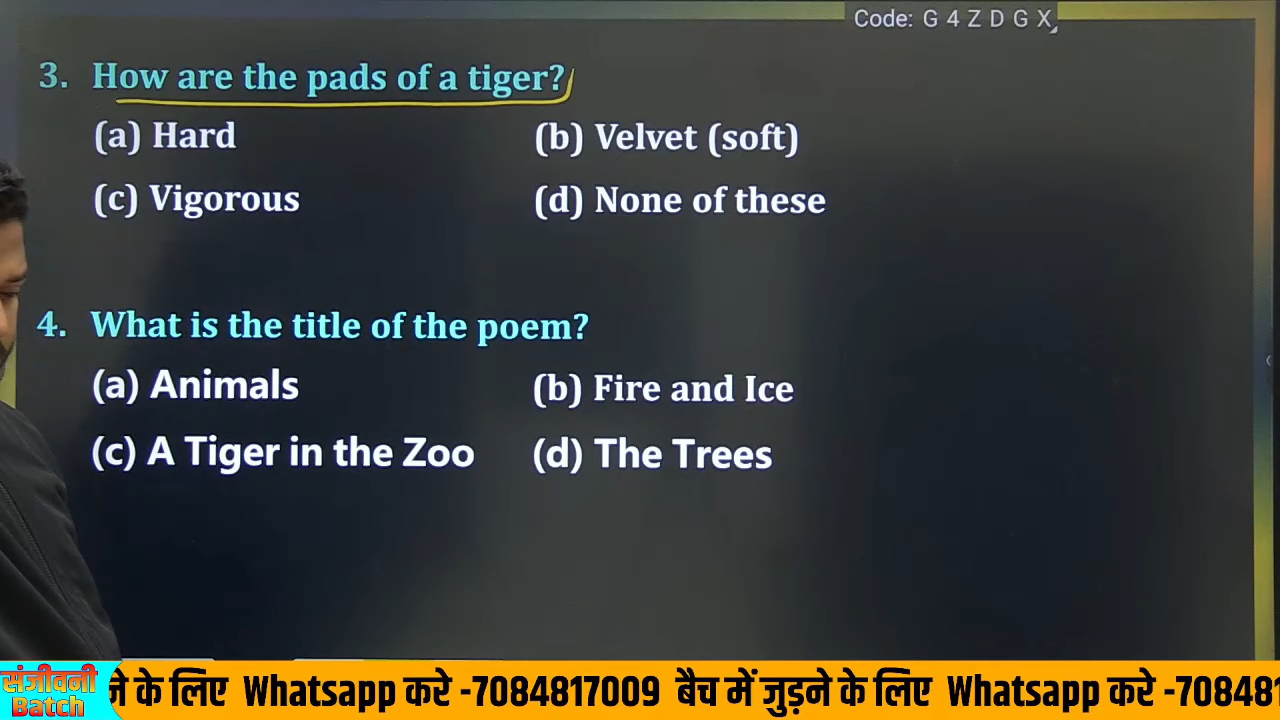 Code: G 4 Z D G X
3. How are the pads of a tiger?
(a) Hard (b) Velvet (soft)
(c) Vigorous (d) None of these
4. What is the title of the poem?
(a) Animals (b) Fire and Ice
(c) A Tiger in the Zoo (d) The Trees
संजीवनी
Batch
ने के लिए Whatsapp करे -7084817009 बैच में जुड़ने के लिए Whatsapp करे -70848